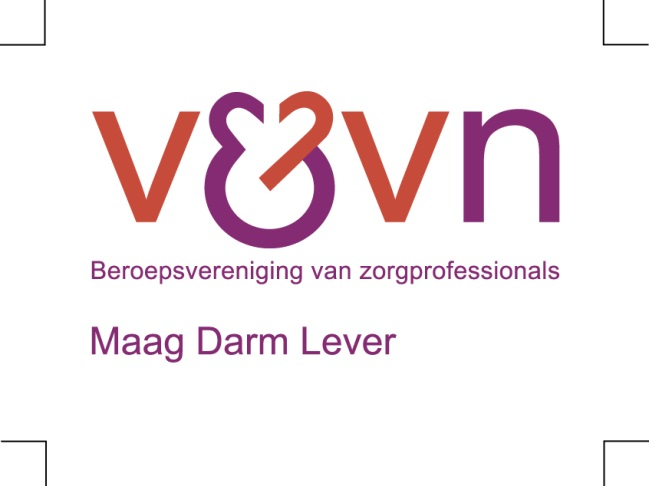 v&vn
Beroepsvereniging van zorgprofessionals
Maag Darm Lever